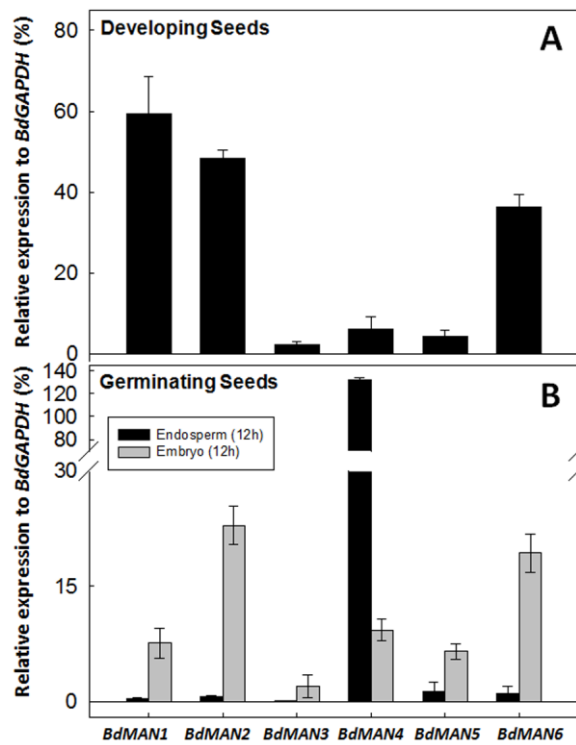 Developing Seeds
A
Relative expression to BdGAPDH (%)
80
60
40
20
0
Germinating Seeds
B
Relative expression to BdGAPDH (%)
140
120
100
80
60
30
15
0
Endosperm (12h)
Embryo (12h)
BdMAN1 BdMAN2 BdMAN3 BdMAN4 BdMAN5 BdMAN6